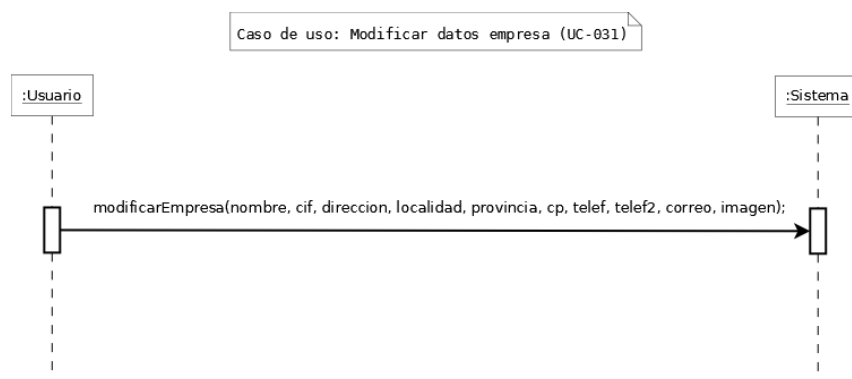 Caso de uso: Modificar datos empresa (UC-031)
:Usuario
:Sistema
modificarEmpresa(nombre, cif, direccion, localidad, provincia, cp, telef, telef2, correo, imagen);